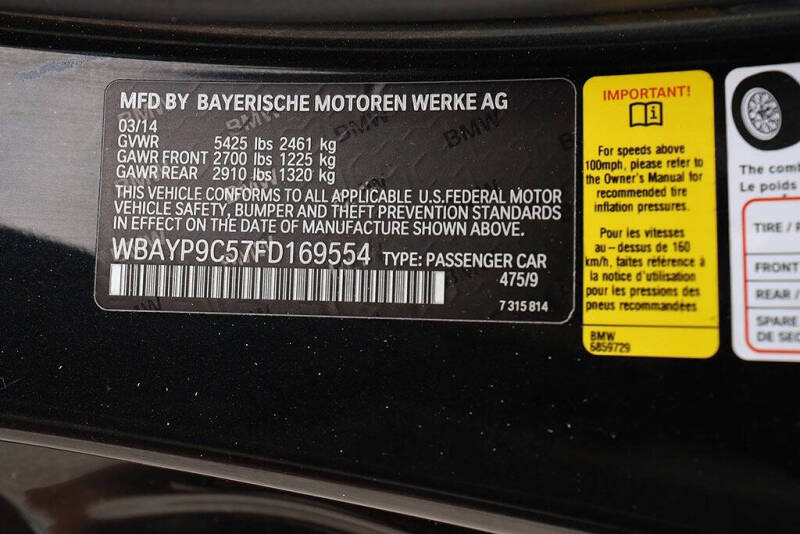 MFD BY BAYERISCHE MOTOREN WERKE AG
03/14
GVWR 5425 lbs 2461 kg
GAWR FRONT 2700 lbs 1225 kg
GAWR REAR 2910 lbs 1320 kg
THIS VEHICLE CONFORMS TO ALL APPLICABLE U.S.FEDERAL MOTOR
VEHICLE SAFETY, BUMPER AND THEFT PREVENTION STANDARDS
IN EFFECT ON THE DATE OF MANUFACTURE SHOWN ABOVE.
WBAYP9C57FD169554 TYPE: PASSENGER CAR
475/9
7 315 814
IMPORTANT!
For speeds above
100mph, please refer to
the Owner's Manual for
recommended tire
inflation pressures.
Pour les vitesses
au-dessus de 160
km/h, faites référence à
la guide d'utilisation
pour les pressions des
pneus recommandées
BMW
6859729
The comb
Le poids
TIRE /
FRONT
REAR /
SPARE
DE SEC